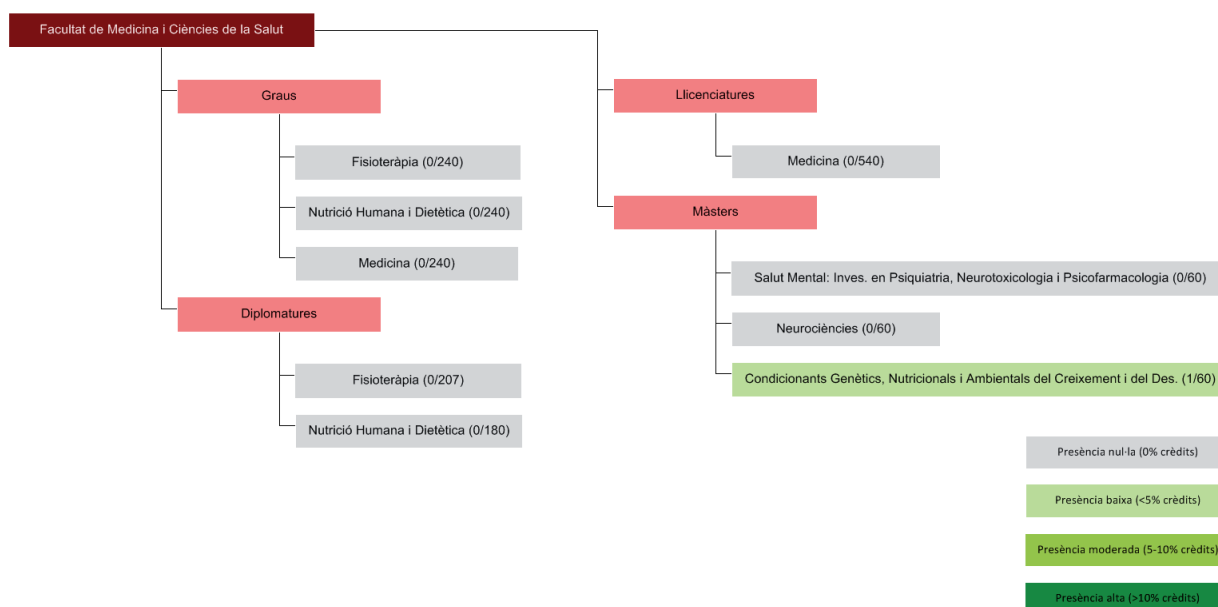 Facultat de Medicina i Ciències de la Salut
Graus
Fisioteràpia (0/240)
Nutrició Humana i Dietètica (0/240)
Medicina (0/240)
Diplomatures
Fisioteràpia (0/207)
Nutrició Humana i Dietètica (0/180)
Llicenciatures
Medicina (0/540)
Màsters
Salut Mental: Inves. en Psiquiatria, Neurotoxicologia i Psicofarmacologia (0/60)
Neurociències (0/60)
Condicionants Genètics, Nutricionals i Ambientals del Creixement i del Des. (1/60)
Presència nul·la (0% crèdits)
Presència baixa (<5% crèdits)
Presència moderada (5-10% crèdits)
Presència alta (>10% crèdits)